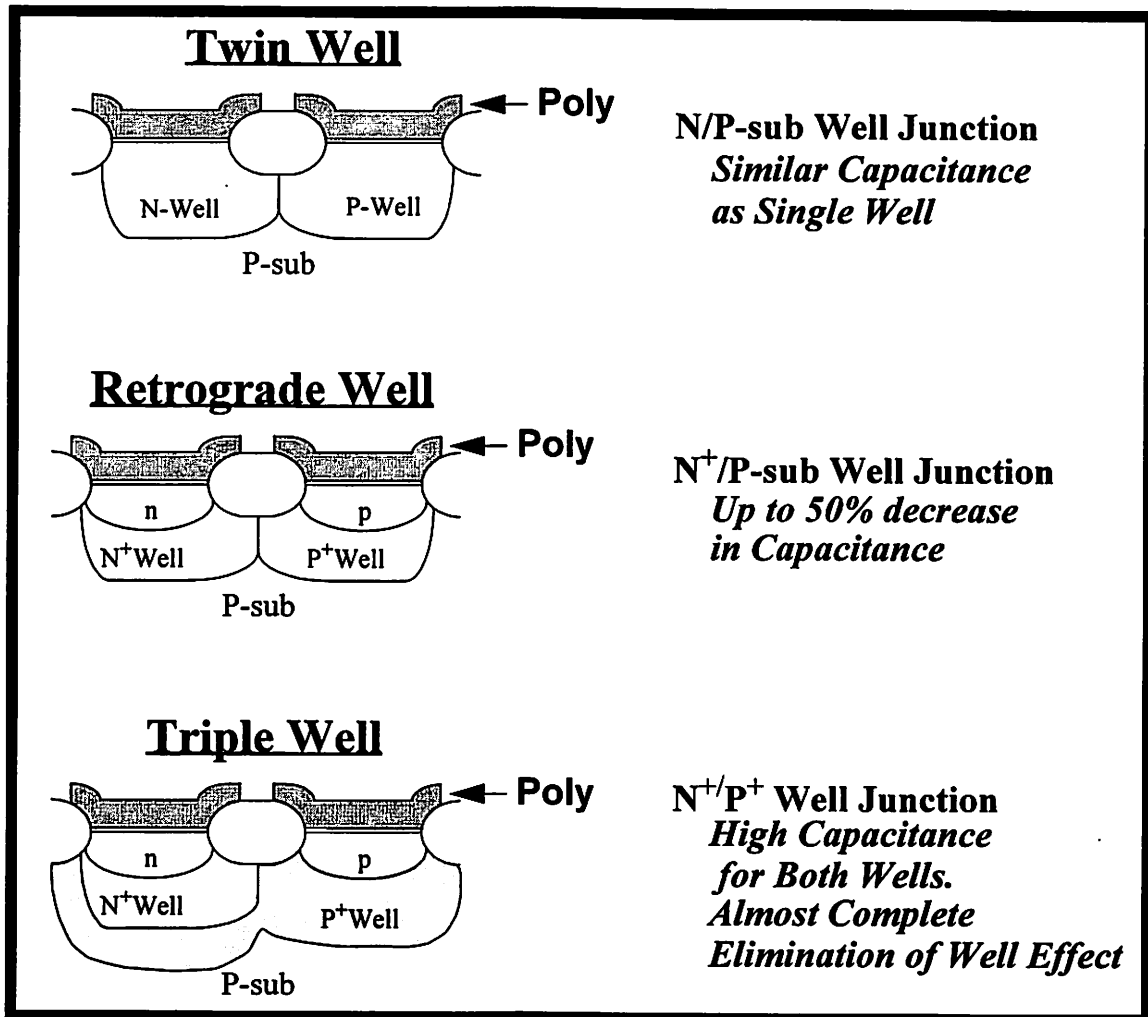 Twin Well
Poly
N-Well
P-Well
P-sub
N/P-sub Well Junction
Similar Capacitance
as Single Well
Retrograde Well
Poly
n
p
N⁺Well
P⁺Well
P-sub
N⁺/P-sub Well Junction
Up to 50% decrease
in Capacitance
Triple Well
Poly
n
p
N⁺Well
P⁺Well
P-sub
N⁺/P⁺ Well Junction
High Capacitance
for Both Wells.
Almost Complete
Elimination of Well Effect